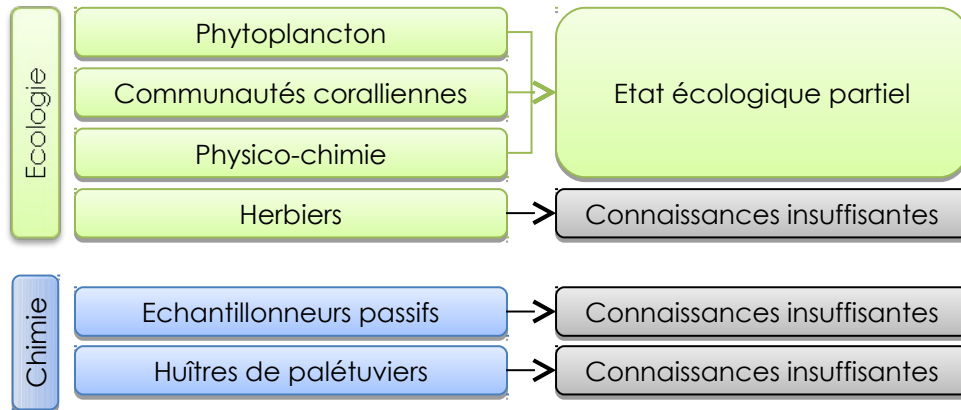 Ecologie
Phytoplancton
Communautés coralliennes
Physico-chimie
Etat écologique partiel
Herbiers
Connaissances insuffisantes
Chimie
Echantillonneurs passifs
Connaissances insuffisantes
Huîtres de palétuviers
Connaissances insuffisantes